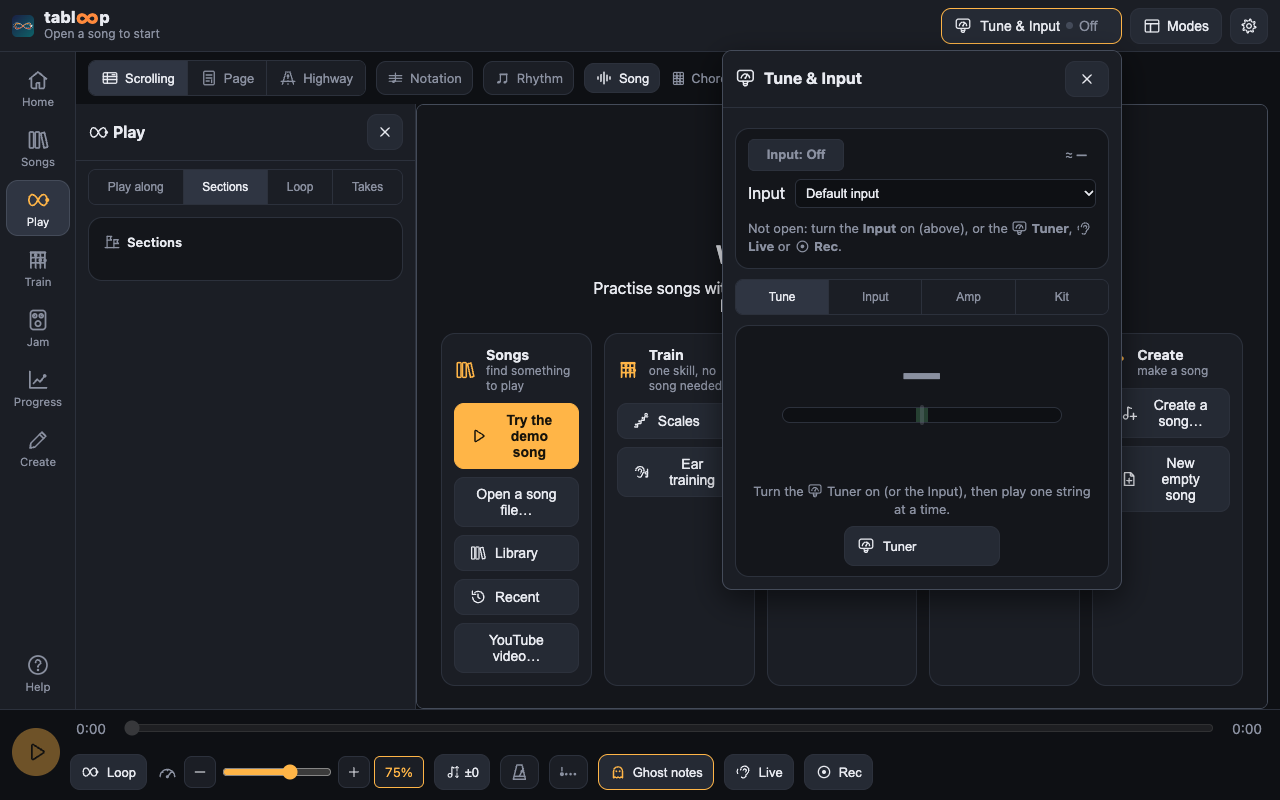 tabloop
Open a song to start
Tune & Input
Off
Modes
Home
Songs
Play
Train
Jam
Progress
Create
Help
Scrolling
Page
Highway
Notation
Rhythm
Song
Play
Play along
Sections
Loop
Takes
Sections
Practise songs
Songs
find something
to play
Try the
demo
song
Open a song
file…
Library
Recent
YouTube
video…
Train
one skill, no
song needed
Scales
Ear
training
Create
make a song
Create a
song…
New
empty
song
Tune & Input
Input: Off
≈ —
Input
Default input
Not open: turn the Input on (above), or the Tuner,
Live or Rec.
Tune
Input
Amp
Kit
Turn the Tuner on (or the Input), then play one string
at a time.
Tuner
0:00
0:00
Loop
−
+
75%
±0
Ghost notes
Live
Rec